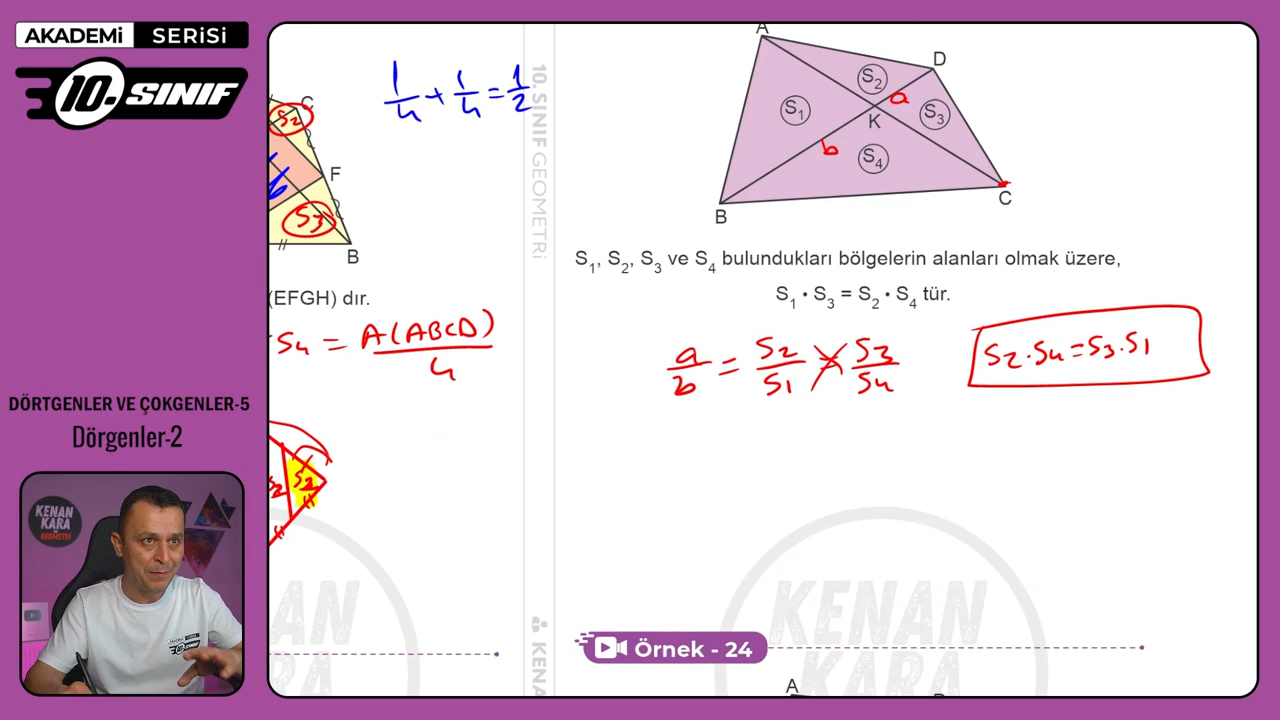 AKADEMİ SERİSİ
10. SINIF
DÖRTGENLER VE ÇOKGENLER-5
Dörgenler-2
KENAN
KARA
GEOMETRİ
1/4 + 1/4 = 1/2
C
S2
F
S3
B
(EFGH) dır.
S4 = A(ABCD)/4
S2
S2
10. SINIF GEOMETRİ
KENA
A
D
S2
a
S1
K
S3
b
S4
B
C
S1, S2, S3 ve S4 bulundukları bölgelerin alanları olmak üzere,
S1 · S3 = S2 · S4 tür.
a/b = S2/S1 = S3/S4
S2.S4=S3.S1
KENAN
KARA
Örnek - 24
A